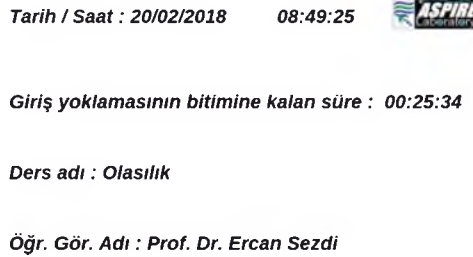 Tarih / Saat : 20/02/2018 08:49:25
ASPIRE
Giriş yoklamasının bitimine kalan süre : 00:25:34
Ders adı : Olasılık
Öğr. Gör. Adı : Prof. Dr. Ercan Sezdi